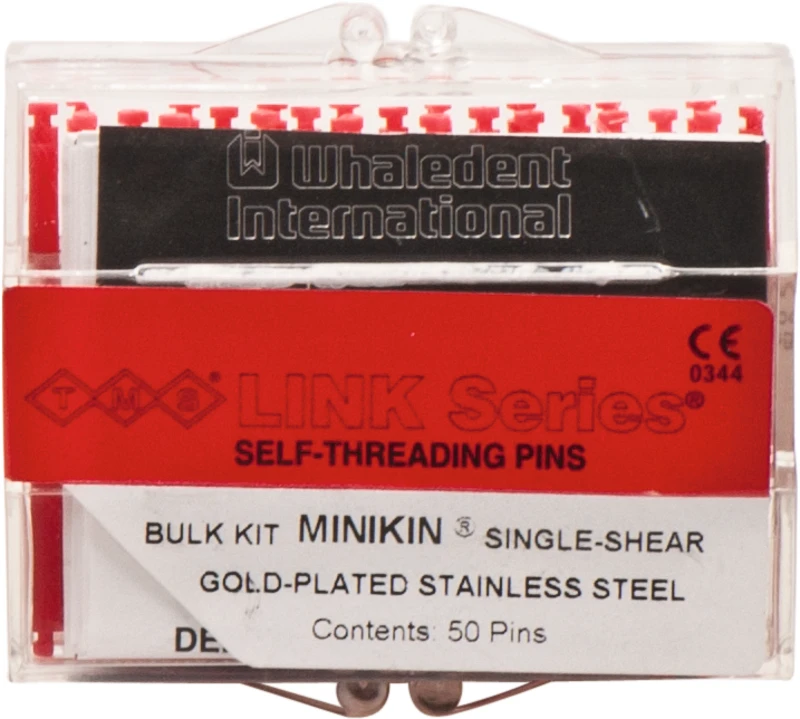 Whaledent
International
CE
0344
TMa® LINK Series®
SELF-THREADING PINS
BULK KIT MINIKIN® SINGLE-SHEAR
GOLD-PLATED STAINLESS STEEL
Contents: 50 Pins